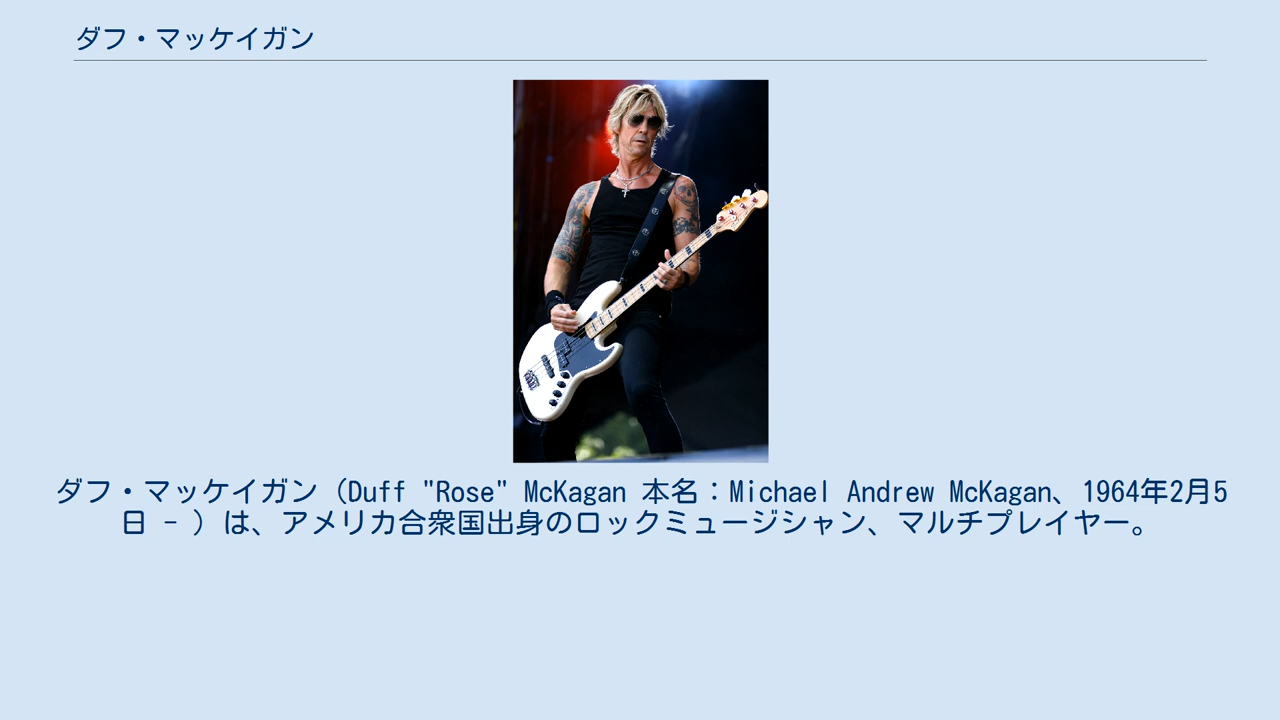 ダフ・マッケイガン
ダフ・マッケイガン（Duff "Rose" McKagan 本名：Michael Andrew McKagan、1964年2月5
日 - ）は、アメリカ合衆国出身のロックミュージシャン、マルチプレイヤー。